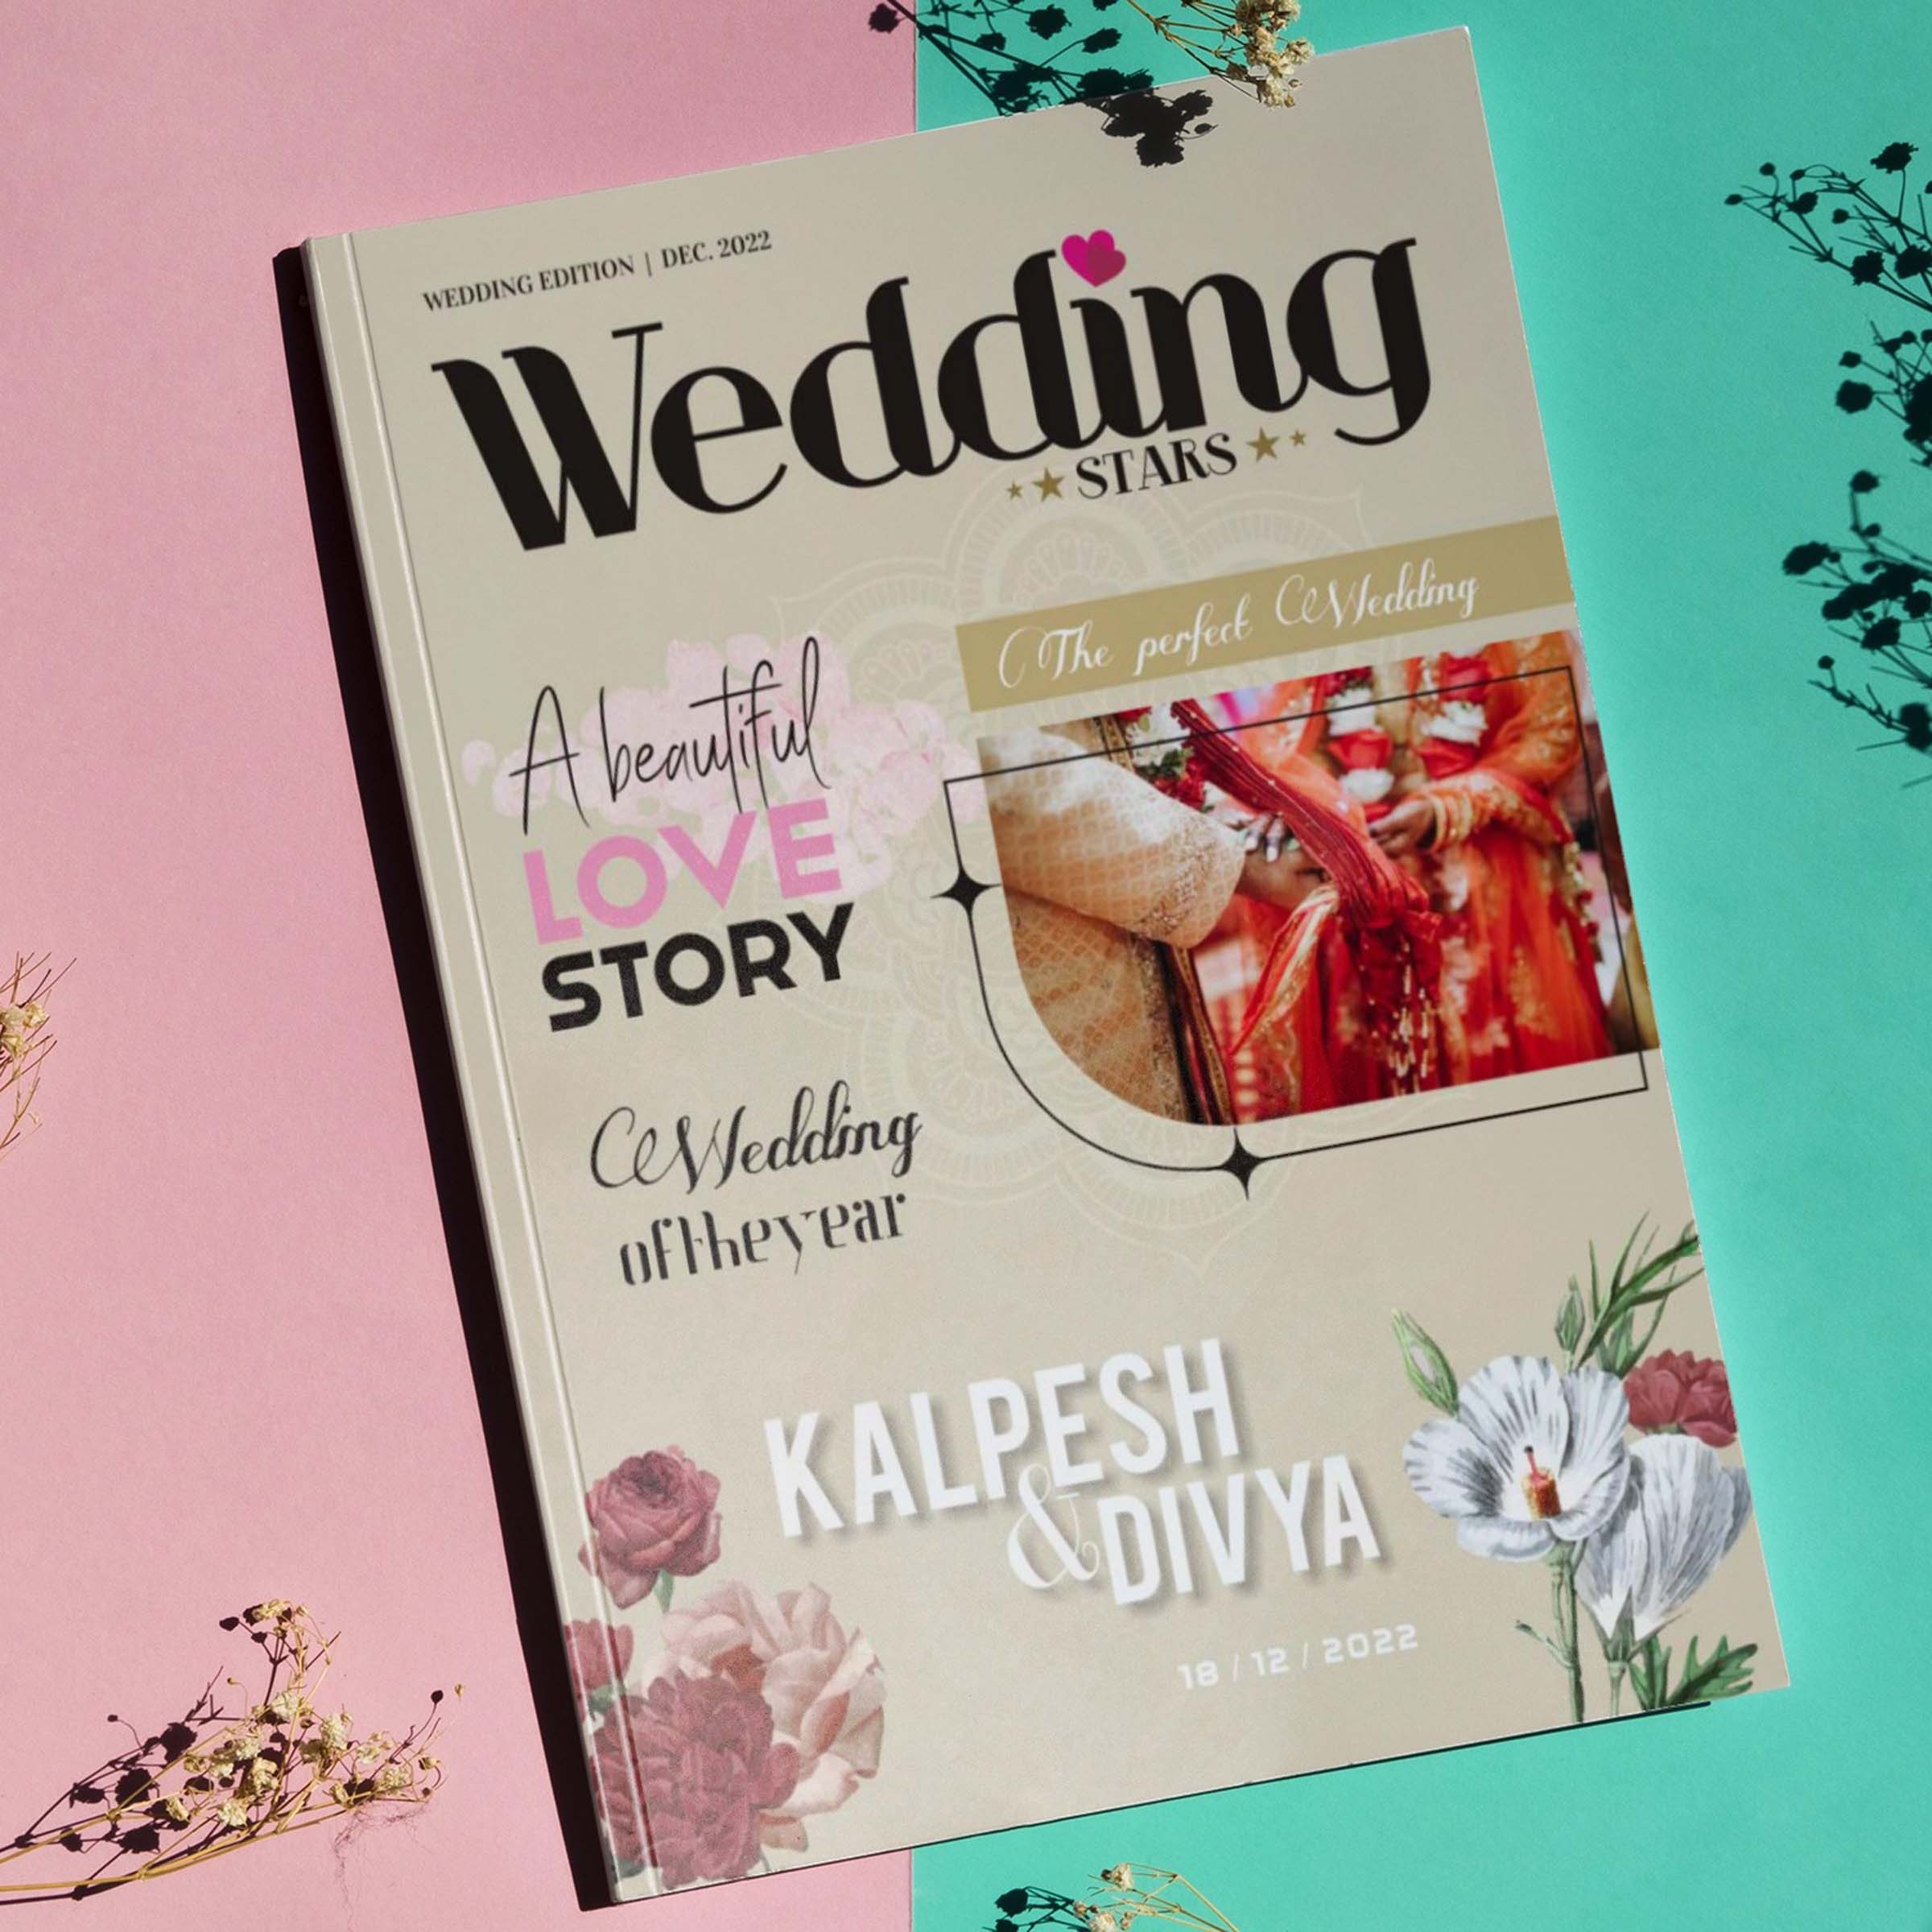 WEDDING EDITION | DEC. 2022
Wedding
STARS
The perfect Wedding
A beautiful
LOVE
STORY
Wedding
of the year
KALPESH
& DIVYA
18 / 12 / 2022